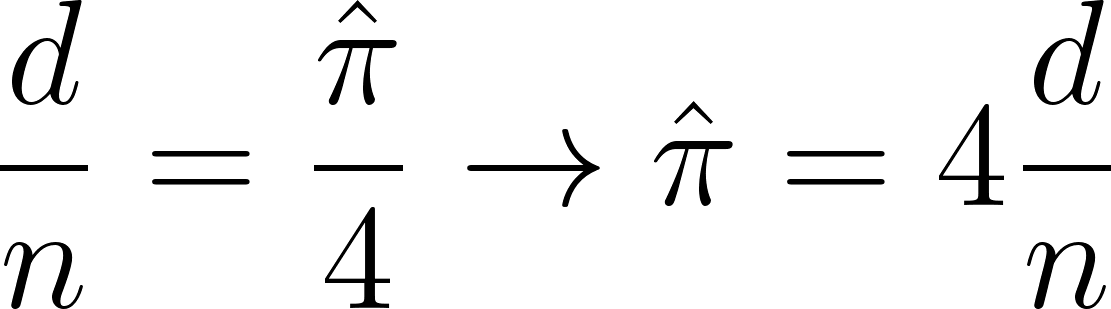 d/n = π̂/4 → π̂ = 4 d/n